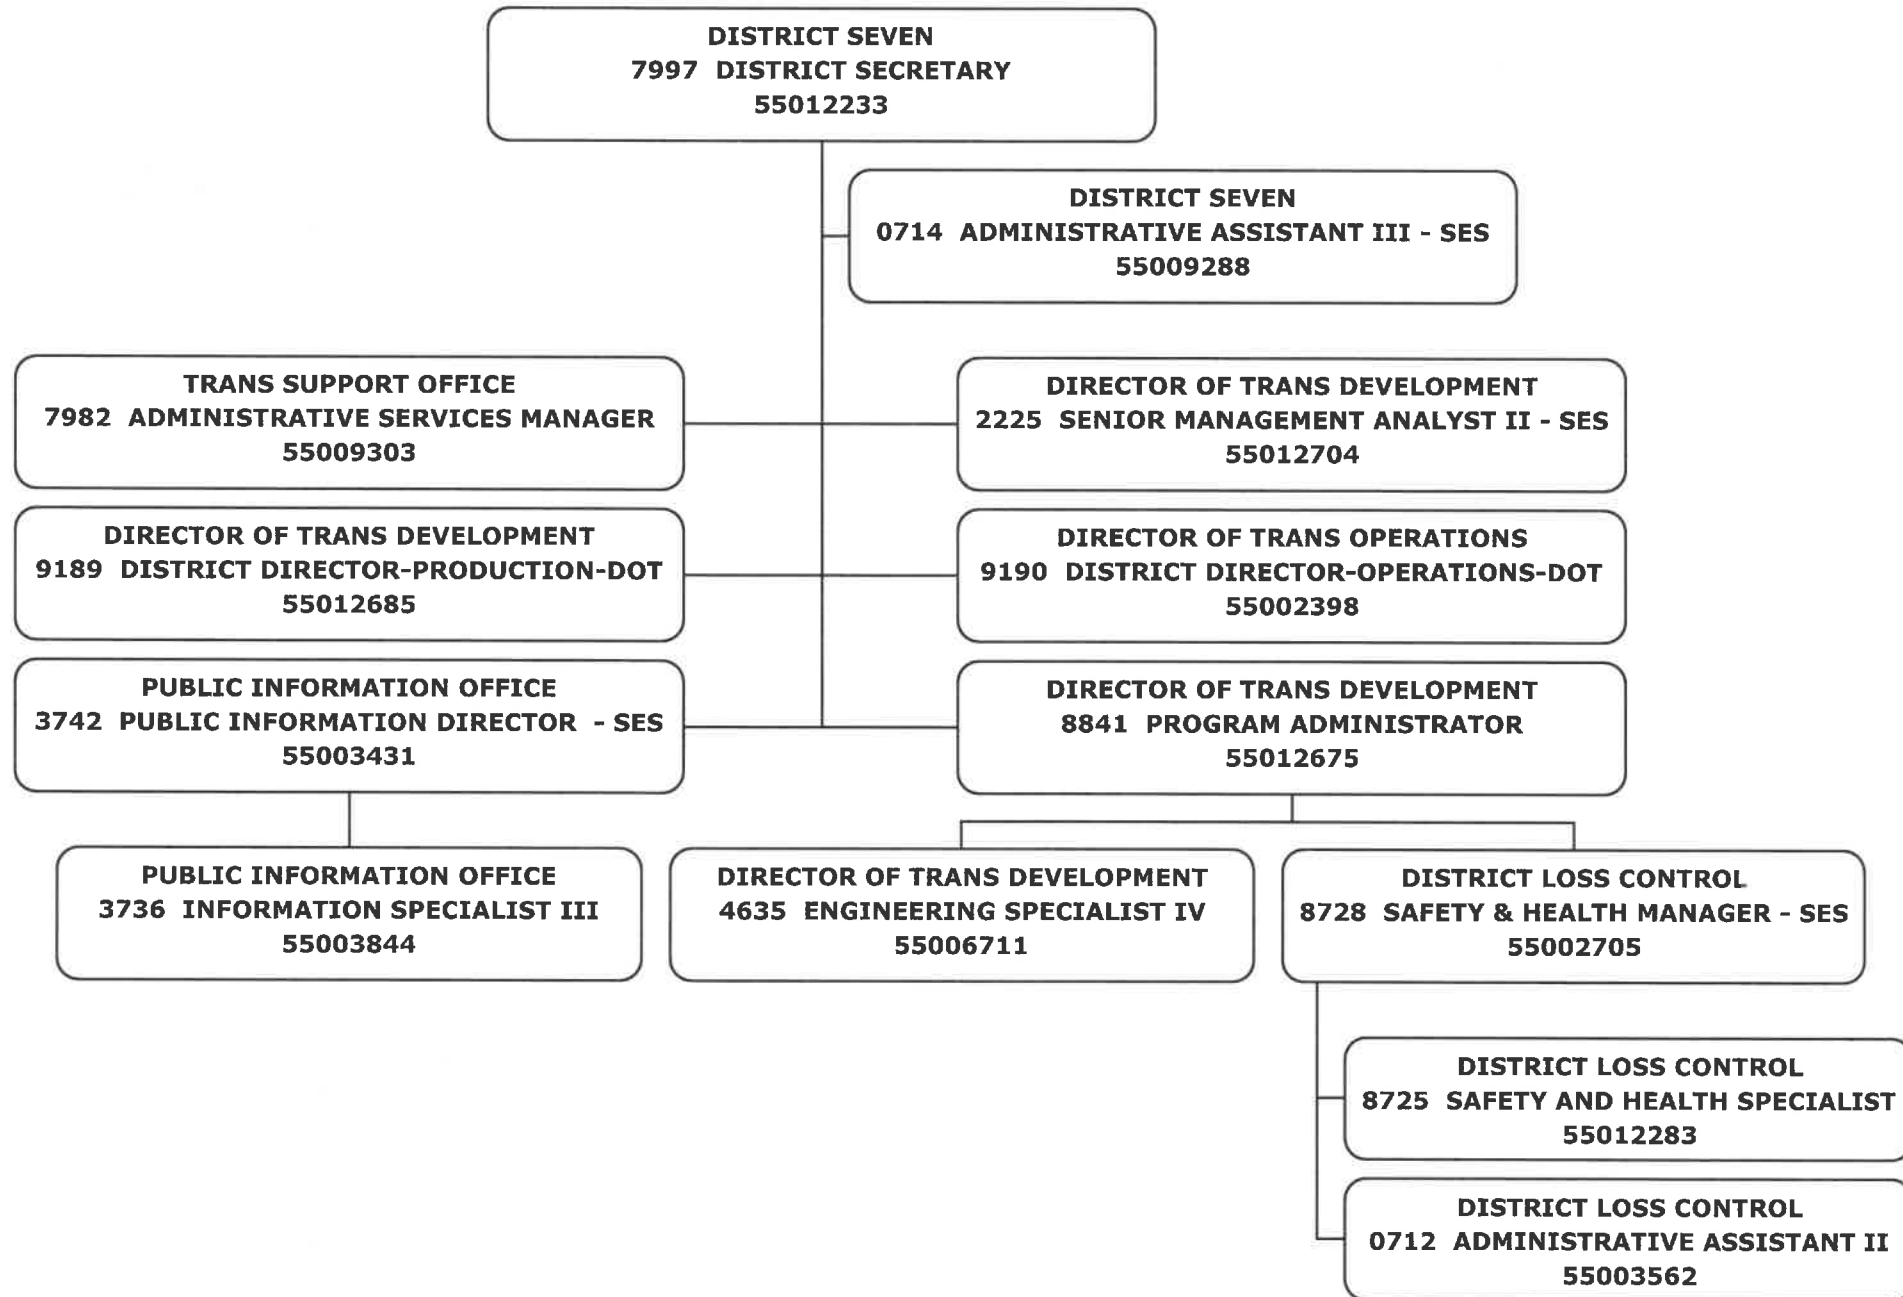 DISTRICT SEVEN
7997 DISTRICT SECRETARY
55012233
DISTRICT SEVEN
0714 ADMINISTRATIVE ASSISTANT III - SES
55009288
TRANS SUPPORT OFFICE
7982 ADMINISTRATIVE SERVICES MANAGER
55009303
DIRECTOR OF TRANS DEVELOPMENT
2225 SENIOR MANAGEMENT ANALYST II - SES
55012704
DIRECTOR OF TRANS DEVELOPMENT
9189 DISTRICT DIRECTOR-PRODUCTION-DOT
55012685
DIRECTOR OF TRANS OPERATIONS
9190 DISTRICT DIRECTOR-OPERATIONS-DOT
55002398
PUBLIC INFORMATION OFFICE
3742 PUBLIC INFORMATION DIRECTOR - SES
55003431
DIRECTOR OF TRANS DEVELOPMENT
8841 PROGRAM ADMINISTRATOR
55012675
PUBLIC INFORMATION OFFICE
3736 INFORMATION SPECIALIST III
55003844
DIRECTOR OF TRANS DEVELOPMENT
4635 ENGINEERING SPECIALIST IV
55006711
DISTRICT LOSS CONTROL
8728 SAFETY & HEALTH MANAGER - SES
55002705
DISTRICT LOSS CONTROL
8725 SAFETY AND HEALTH SPECIALIST
55012283
DISTRICT LOSS CONTROL
0712 ADMINISTRATIVE ASSISTANT II
55003562